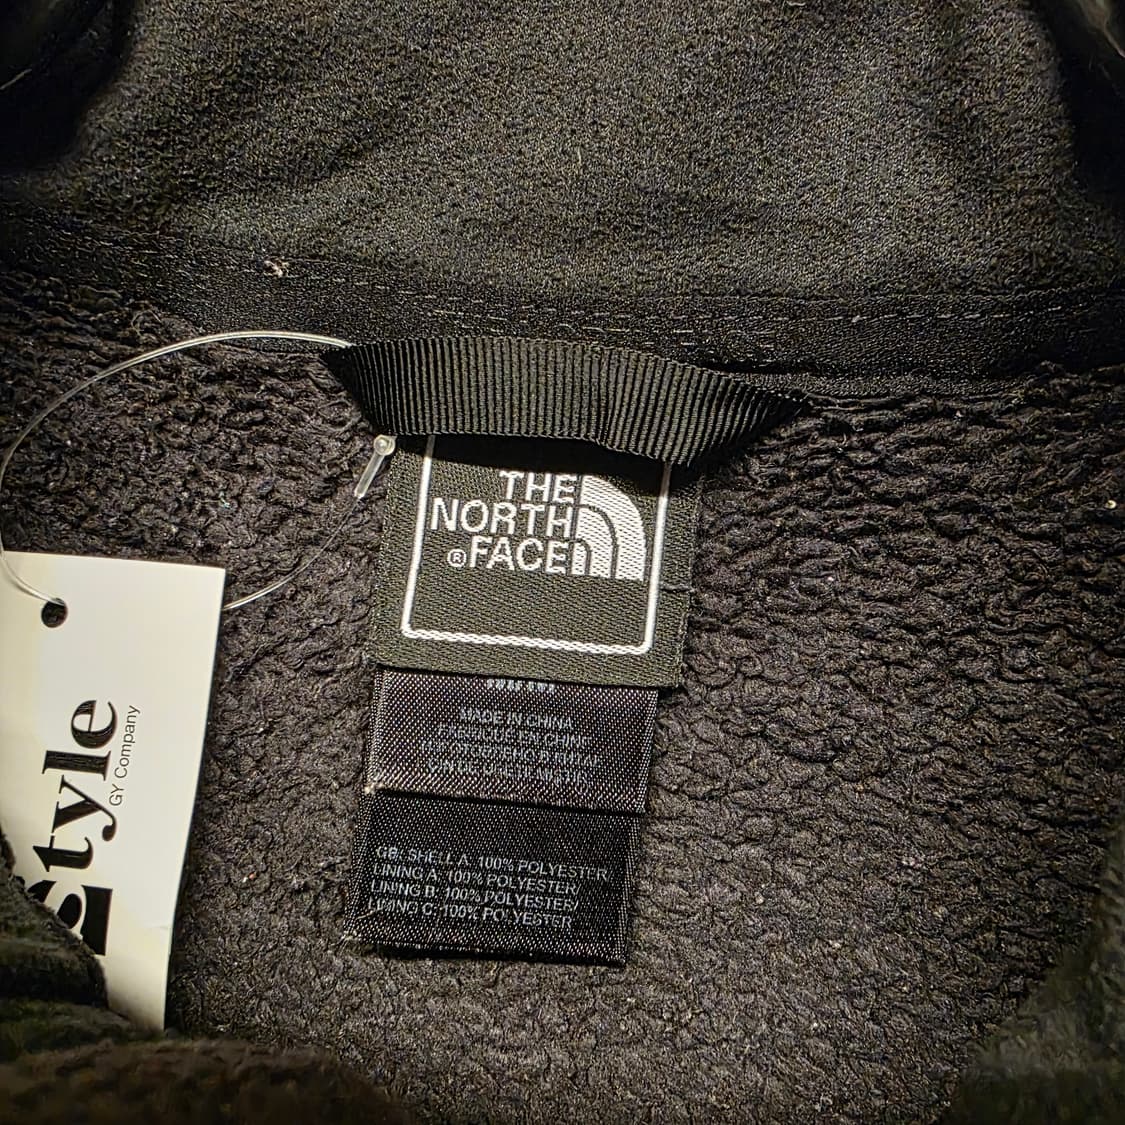 THE
NORTH
®FACE
MADE IN CHINA
GB: SHELL A: 100% POLYESTER
LINING A: 100% POLYESTER/
LINING B: 100% POLYESTER/
LINING C: 100% POLYESTER
Style
GY Company